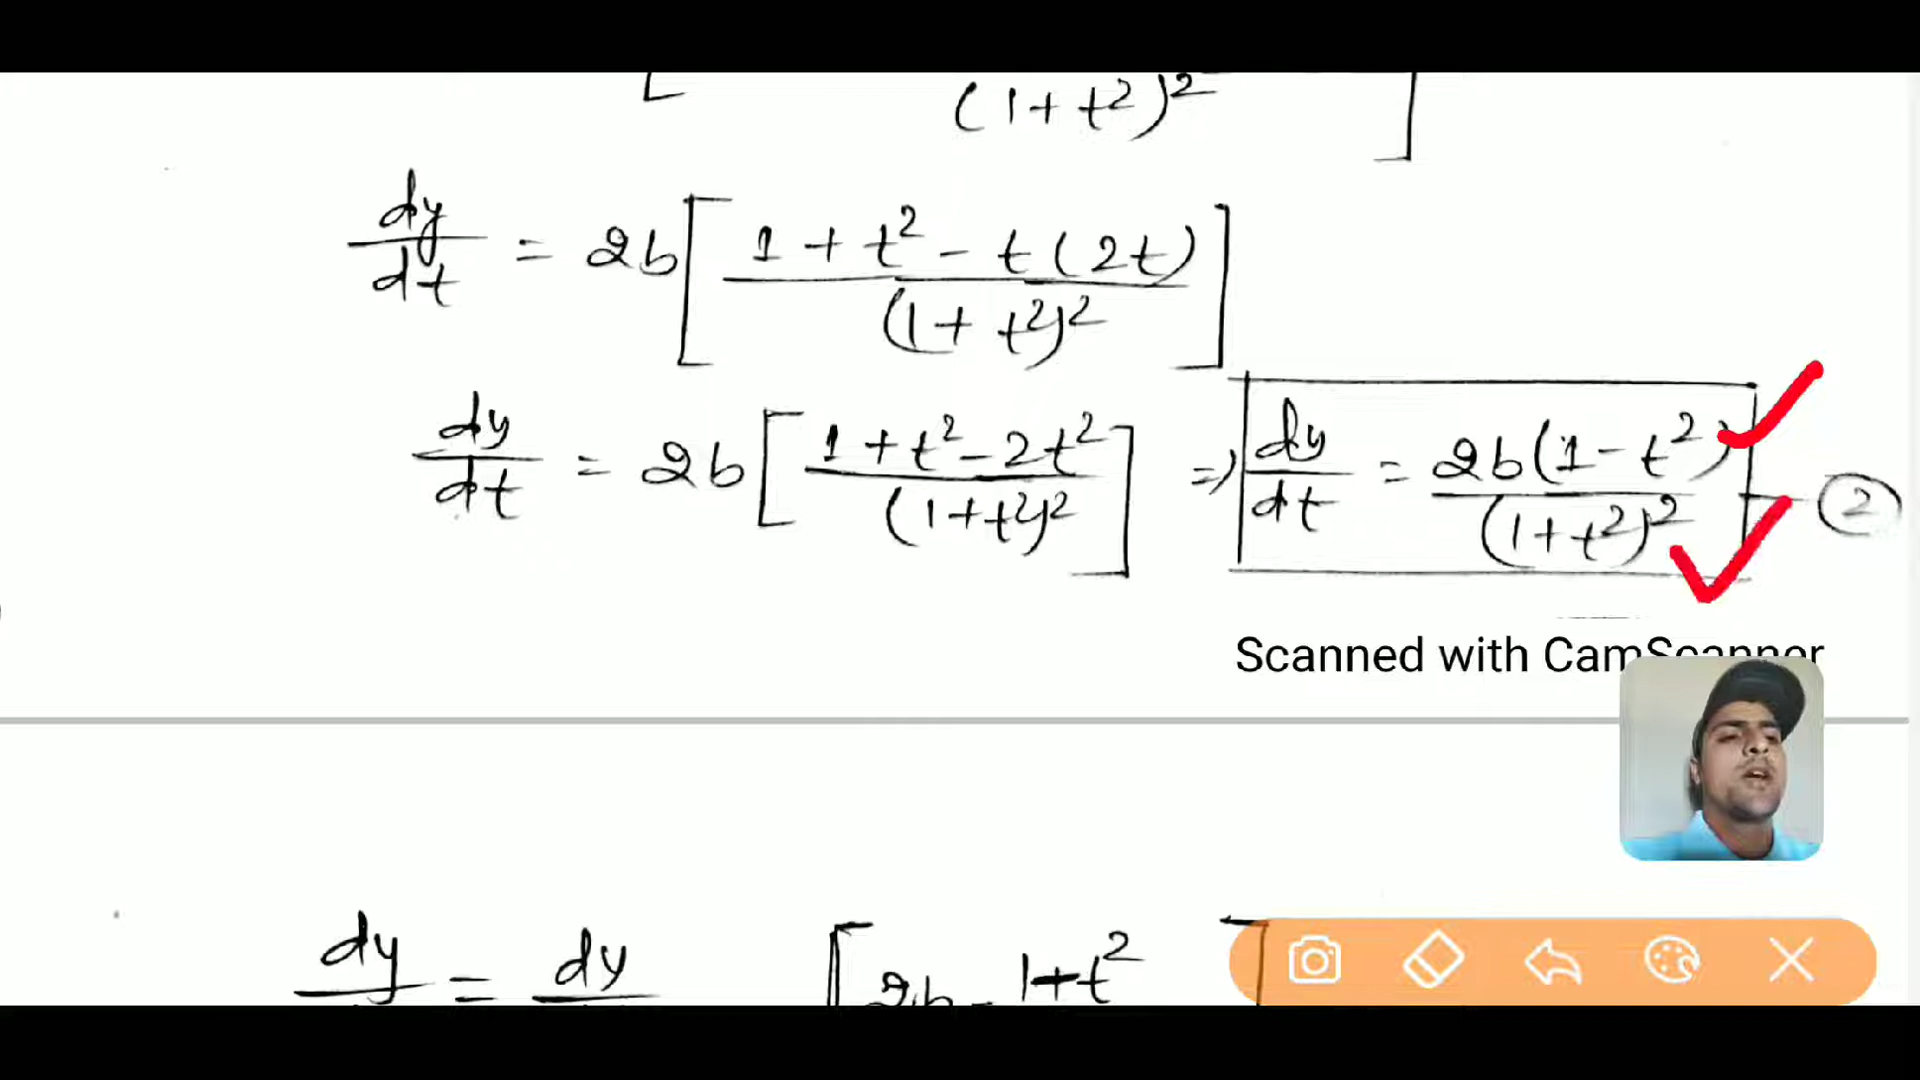 (1+t²)²
dy/dt = 2b[ (1+t²-t(2t))/(1+t²)² ]
dy/dt = 2b[ (1+t²-2t²)/(1+t²)² ] => dy/dt = 2b(1-t²)/(1+t²)² - ②
Scanned with CamScanner
dy = dy [ 2b - 1+t²